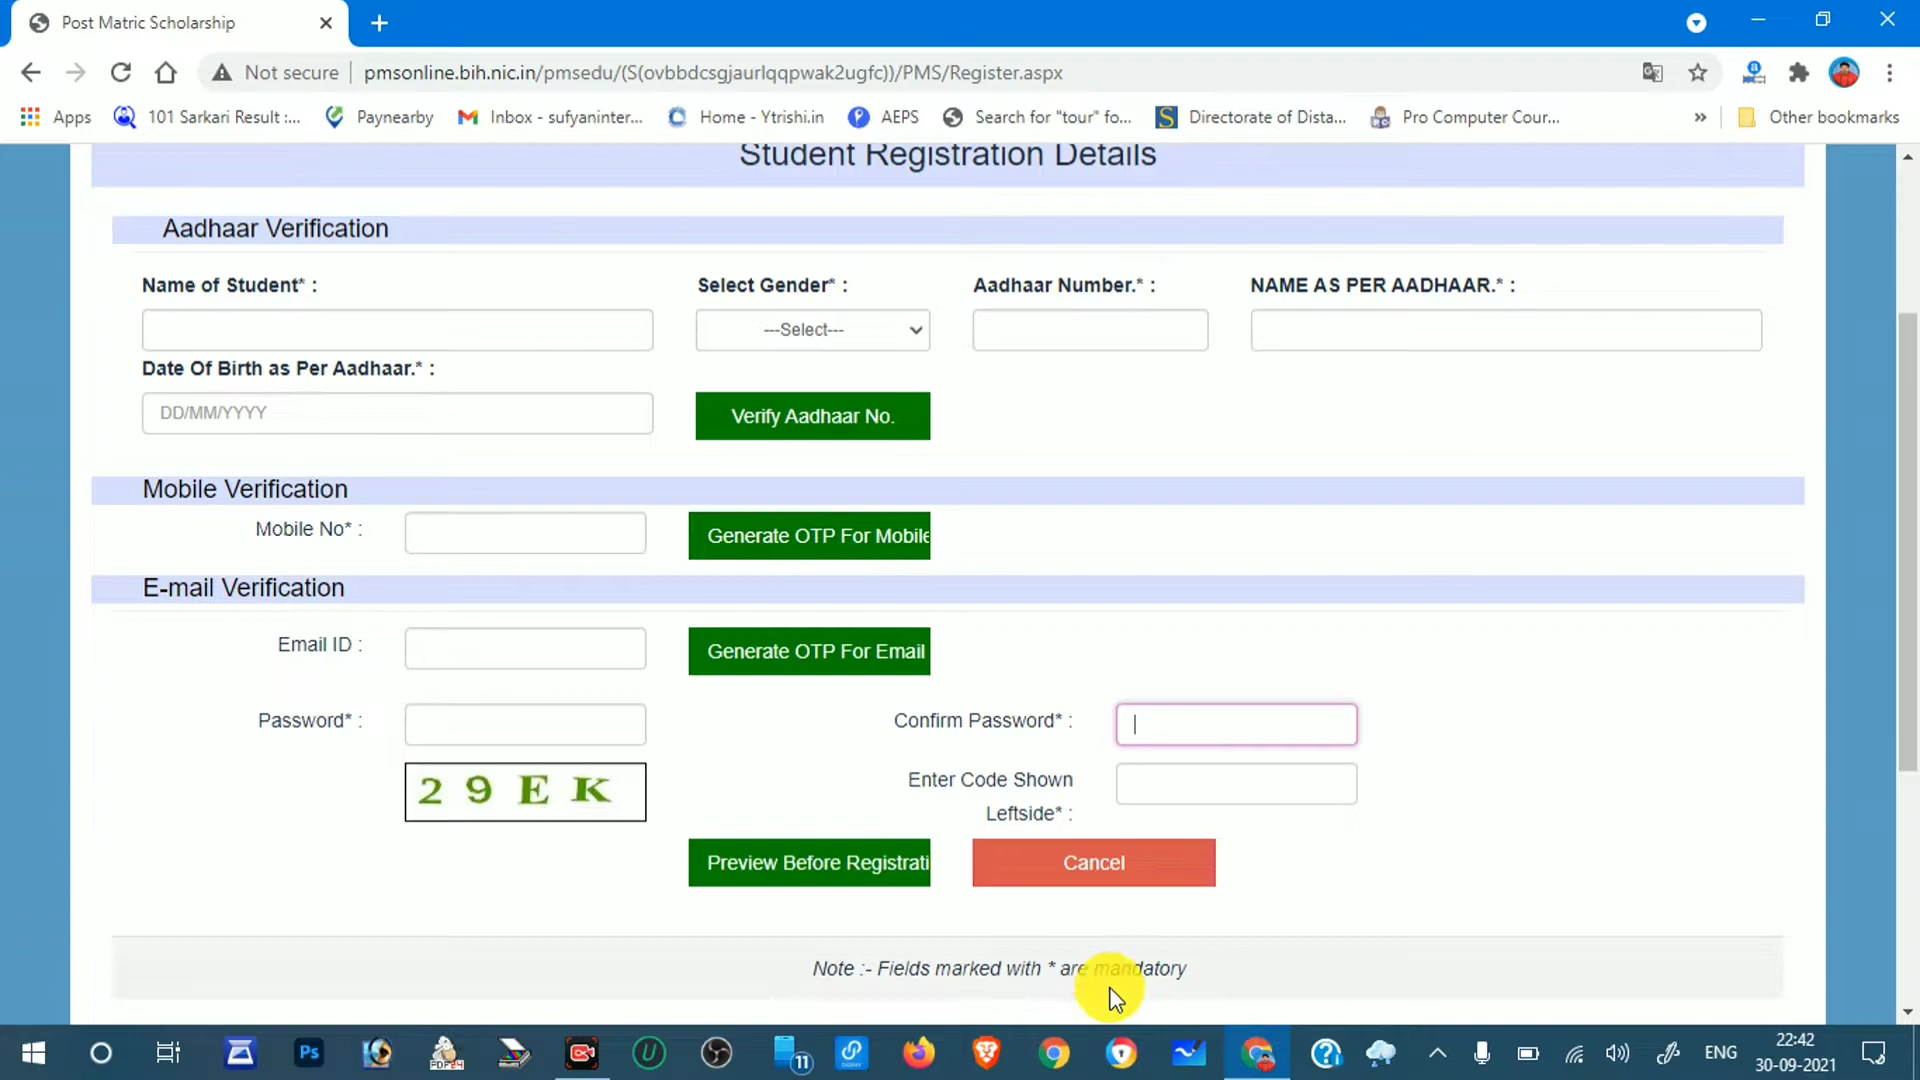 Post Matric Scholarship
Not secure
pmsonline.bih.nic.in/pmsedu/(S(ovbbdcsgjaurlqqpwak2ugfc))/PMS/Register.aspx
Apps
101 Sarkari Result :...
Paynearby
Inbox - sufyaninter...
Home - Ytrishi.in
AEPS
Search for "tour" fo...
Directorate of Dista...
Pro Computer Cour...
»
Other bookmarks
Student Registration Details
Aadhaar Verification
Name of Student* :
Select Gender* :
Aadhaar Number.* :
NAME AS PER AADHAAR.* :
---Select---
Date Of Birth as Per Aadhaar.* :
DD/MM/YYYY
Verify Aadhaar No.
Mobile Verification
Mobile No* :
Generate OTP For Mobile
E-mail Verification
Email ID :
Generate OTP For Email
Password* :
Confirm Password* :
29EK
Enter Code Shown
Leftside* :
Preview Before Registrati
Cancel
Note :- Fields marked with * are mandatory
Ps
PDF24
11
ENG
22:42
30-09-2021